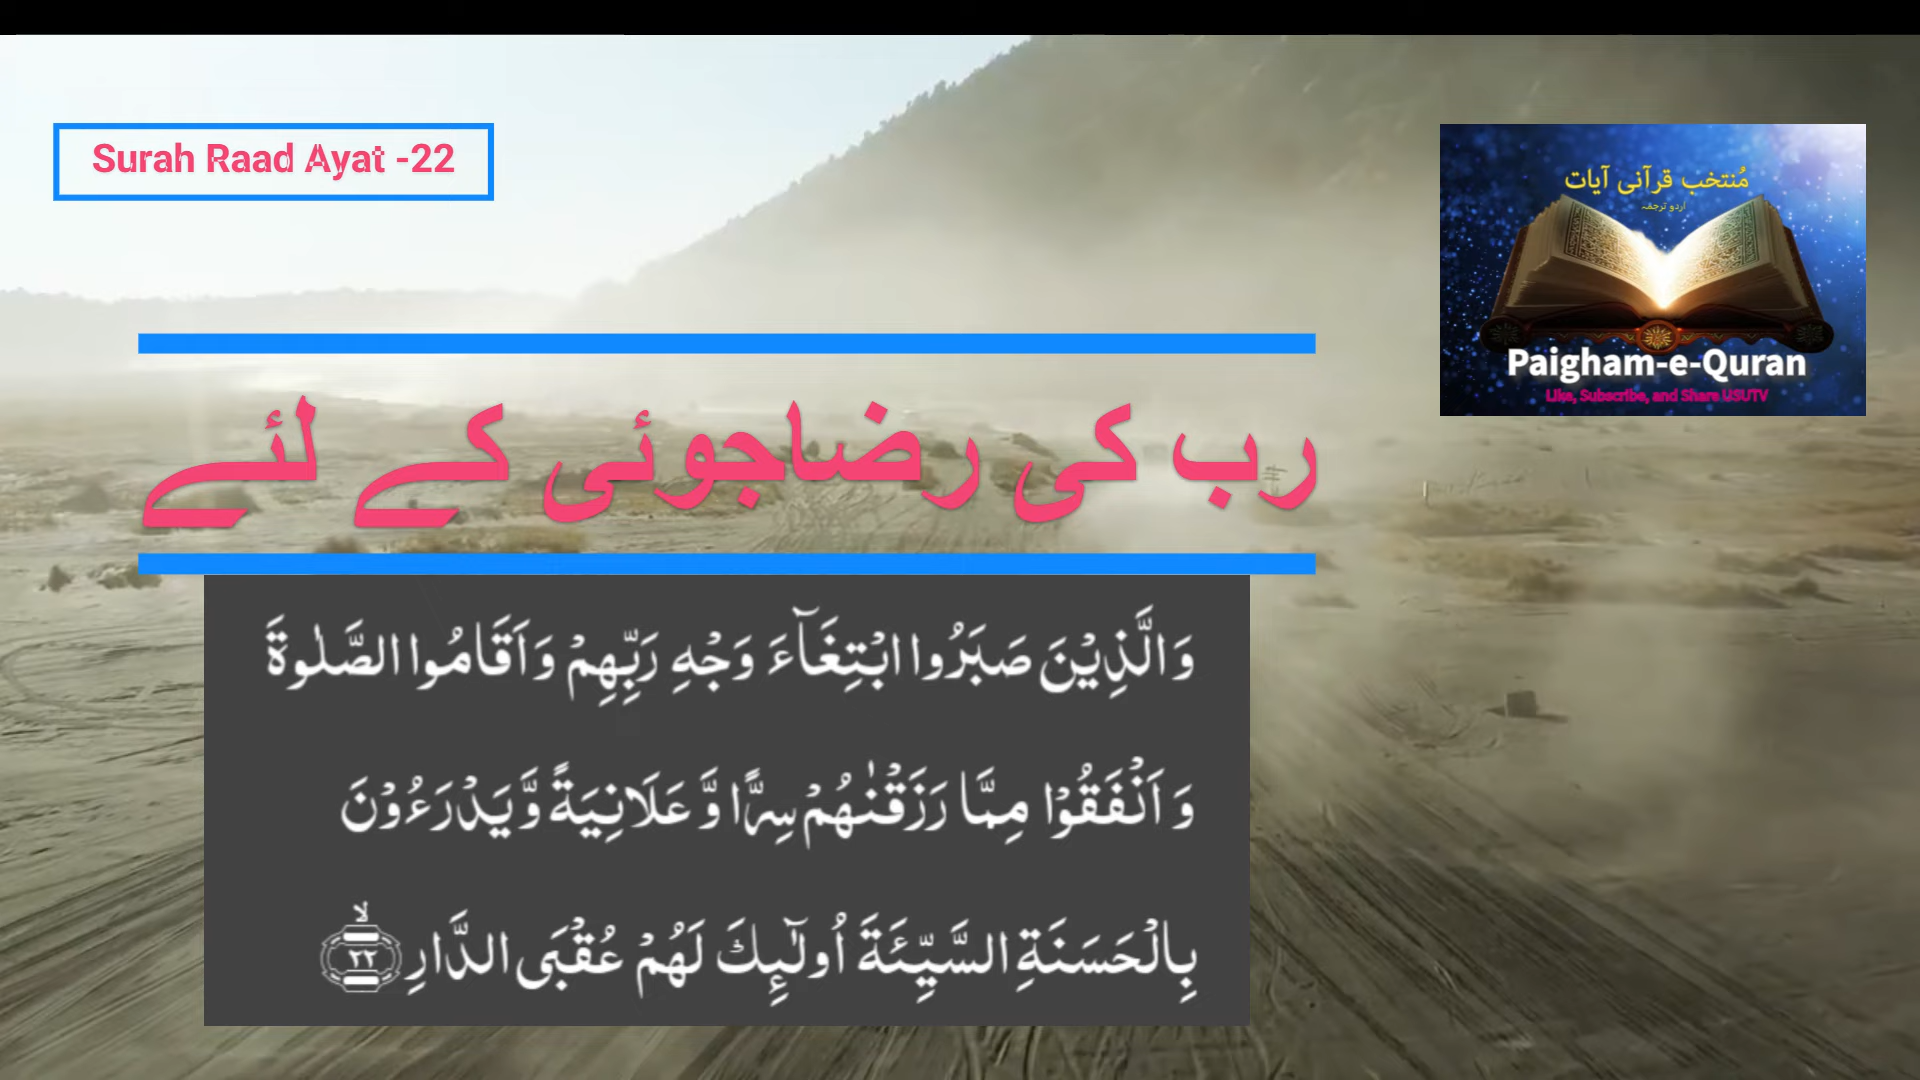 Surah Raad Ayat -22
مُنتخب قرآنی آیات
اردو ترجمہ
Paigham-e-Quran
Like, Subscribe, and Share USUTV
رب کی رضاجوئی کے لئے
وَالَّذِيْنَ صَبَرُوا ابْتِغَآءَ وَجْهِ رَبِّهِمْ وَاَقَامُوا الصَّلٰوةَ
وَاَنْفَقُوْا مِمَّا رَزَقْنٰهُمْ سِرًّا وَّ عَلَانِيَةً وَّيَدْرَءُوْنَ
بِالْحَسَنَةِ السَّيِّئَةَ اُولٰٓئِكَ لَهُمْ عُقْبَى الدَّارِ ۙ﴿۲۲﴾